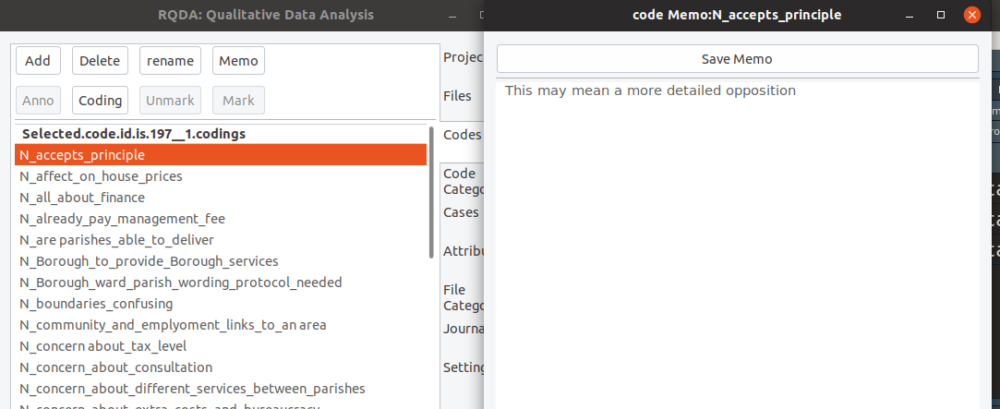 RQDA: Qualitative Data Analysis
Add Delete rename Memo
Anno Coding Unmark Mark
Selected.code.id.is.197__1.codings
N_accepts_principle
N_affect_on_house_prices
N_all_about_finance
N_already_pay_management_fee
N_are parishes_able_to_deliver
N_Borough_to_provide_Borough_services
N_Borough_ward_parish_wording_protocol_needed
N_boundaries_confusing
N_community_and_emplyoment_links_to_an area
N_concern about_tax_level
N_concern_about_consultation
N_concern_about_different_services_between_parishes
N_concern_about_extra_costs_and_bureaucracy
Projec
Files
Codes
Code
Catego
Cases
Attribu
File
Catego
Journa
Setting
code Memo:N_accepts_principle
Save Memo
This may mean a more detailed opposition